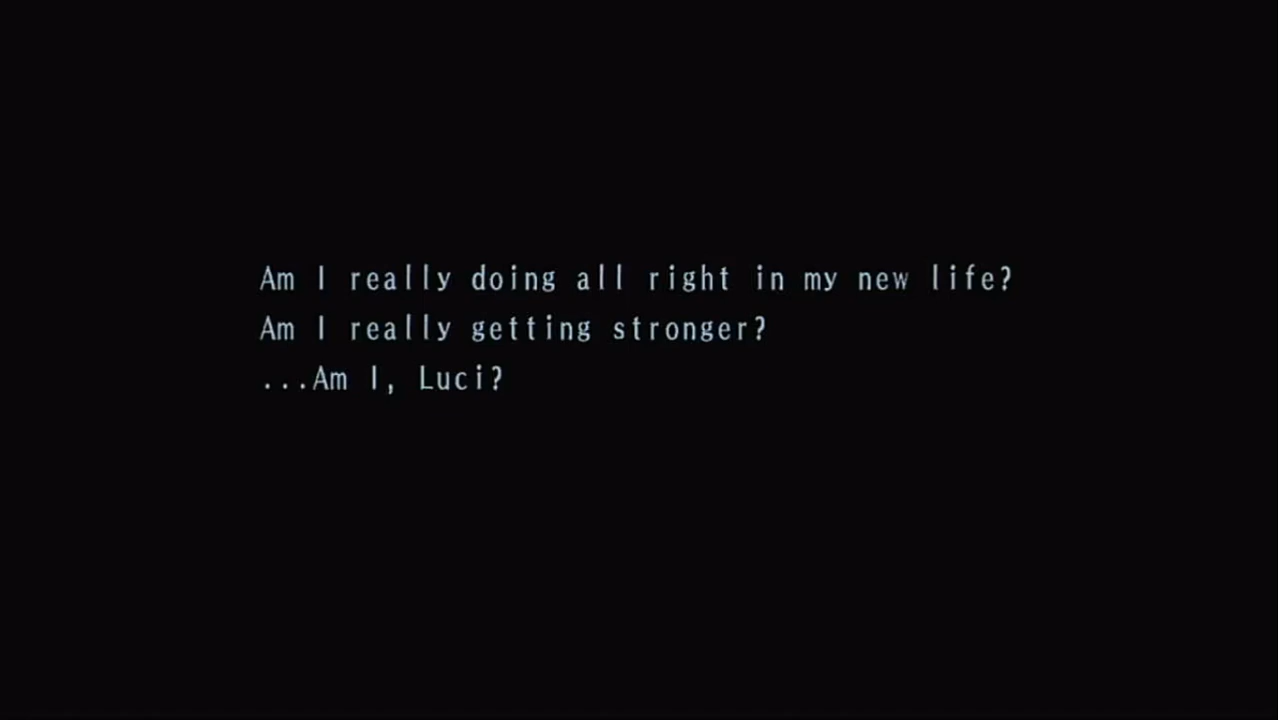 Am I really doing all right in my new life?
Am I really getting stronger?
...Am I, Luci?